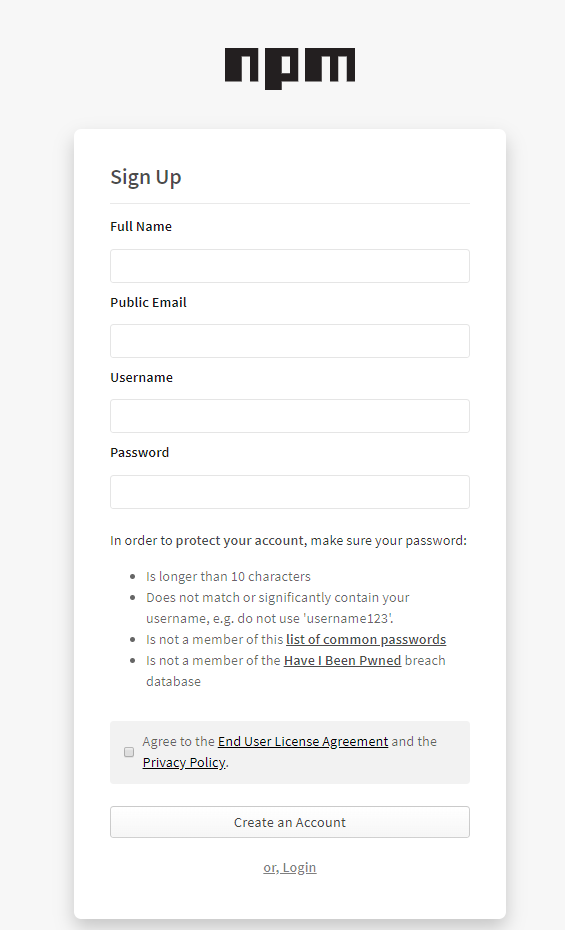 npm
Sign Up
Full Name
Public Email
Username
Password
In order to protect your account, make sure your password:
Is longer than 10 characters
Does not match or significantly contain your
username, e.g. do not use 'username123'.
Is not a member of this list of common passwords
Is not a member of the Have I Been Pwned breach
database
Agree to the End User License Agreement and the
Privacy Policy.
Create an Account
or, Login